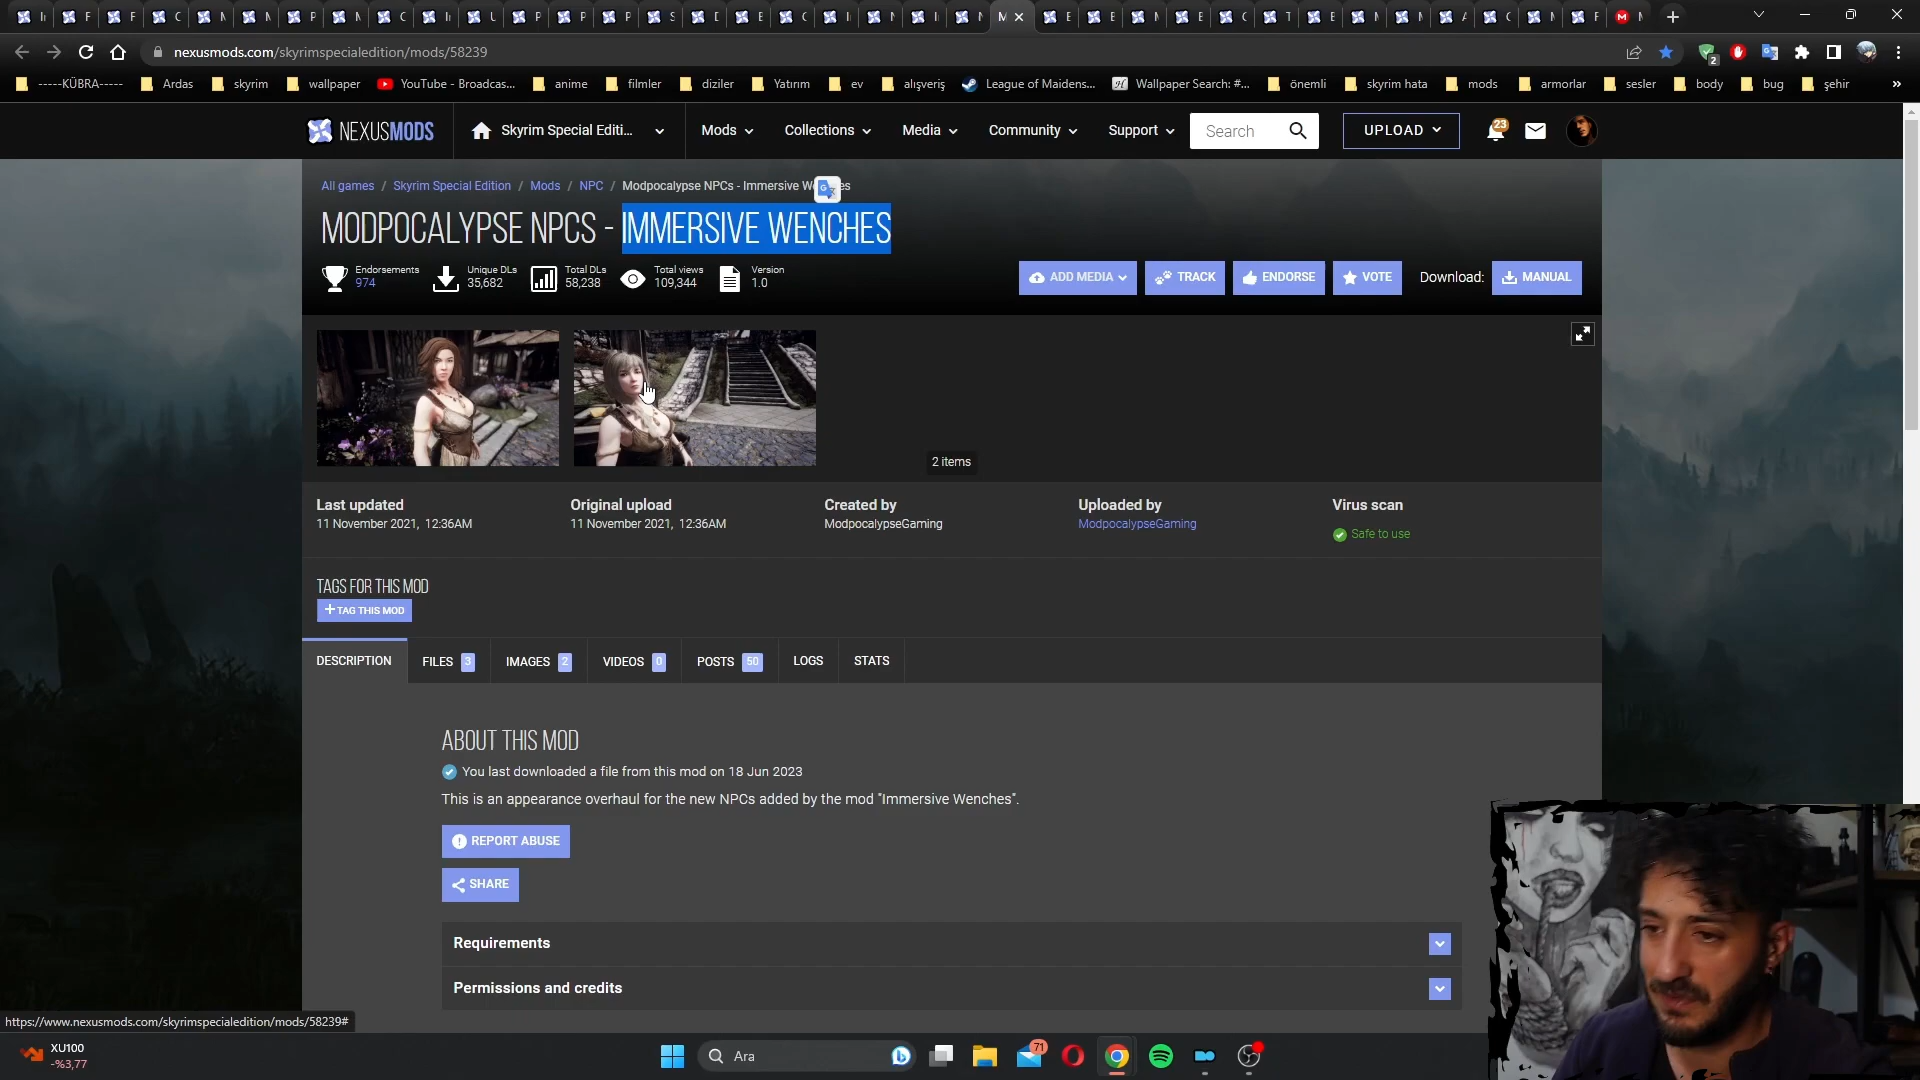 nexusmods.com/skyrimspecialedition/mods/58239
-----KÜBRA-----
Ardas
skyrim
wallpaper
YouTube - Broadcas...
anime
filmler
diziler
Yatırım
ev
alışveriş
League of Maidens...
Wallpaper Search: #...
önemli
skyrim hata
mods
armorlar
sesler
body
bug
şehir
»
NEXUSMODS
Skyrim Special Editi...
Mods
Collections
Media
Community
Support
Search
UPLOAD
23
All games / Skyrim Special Edition / Mods / NPC / Modpocalypse NPCs - Immersive
MODPOCALYPSE NPCS - IMMERSIVE WENCHES
Endorsements
974
Unique DLs
35,682
Total DLs
58,238
Total views
109,344
Version
1.0
ADD MEDIA
TRACK
ENDORSE
VOTE
Download:
MANUAL
2 items
Last updated
11 November 2021, 12:36AM
Original upload
11 November 2021, 12:36AM
Created by
ModpocalypseGaming
Uploaded by
ModpocalypseGaming
Virus scan
Safe to use
TAGS FOR THIS MOD
+ TAG THIS MOD
DESCRIPTION
FILES 3
IMAGES 2
VIDEOS 0
POSTS 50
LOGS
STATS
ABOUT THIS MOD
You last downloaded a file from this mod on 18 Jun 2023
This is an appearance overhaul for the new NPCs added by the mod "Immersive Wenches".
REPORT ABUSE
SHARE
Requirements
Permissions and credits
https://www.nexusmods.com/skyrimspecialedition/mods/58239#
XU100
-%3,77
Ara
71